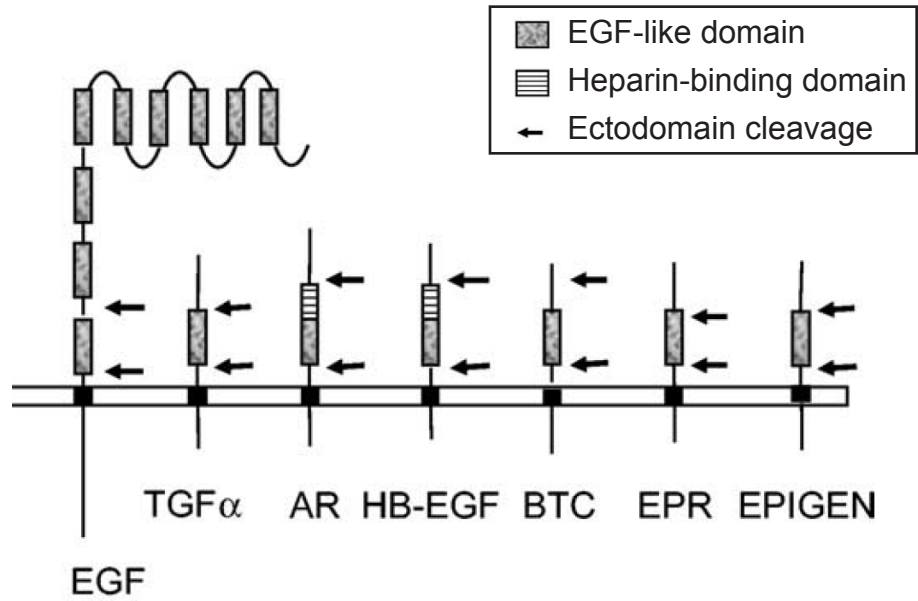 EGF-like domain
Heparin-binding domain
Ectodomain cleavage
TGFα AR HB-EGF BTC EPR EPIGEN
EGF